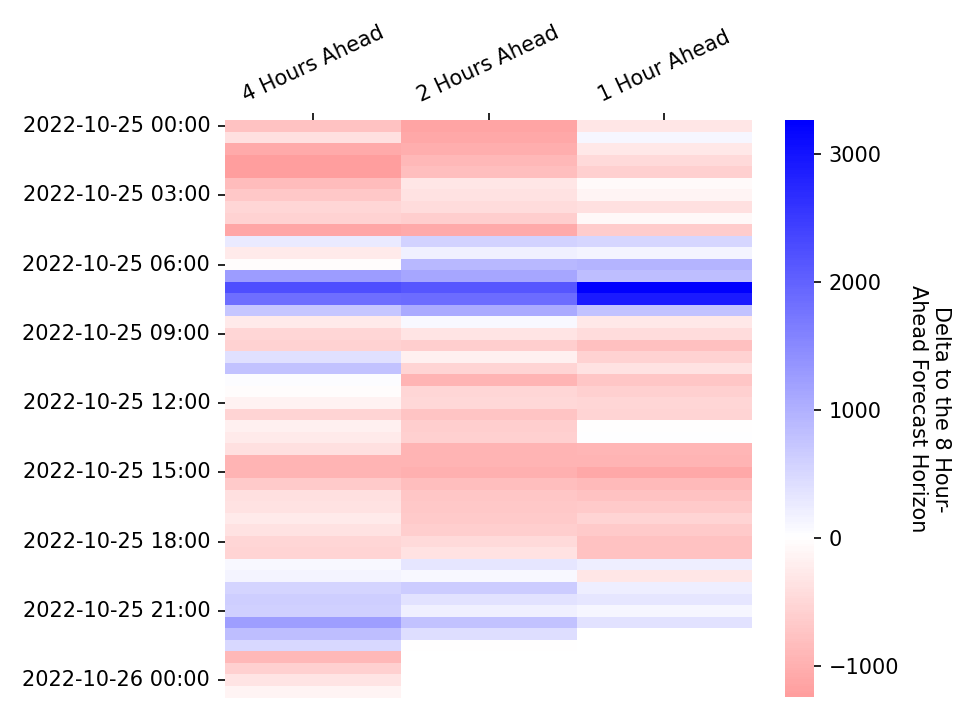 4 Hours Ahead
2 Hours Ahead
1 Hour Ahead
2022-10-25 00:00
2022-10-25 03:00
2022-10-25 06:00
2022-10-25 09:00
2022-10-25 12:00
2022-10-25 15:00
2022-10-25 18:00
2022-10-25 21:00
2022-10-26 00:00
3000
2000
1000
0
−1000
Delta to the 8 Hour-
Ahead Forecast Horizon